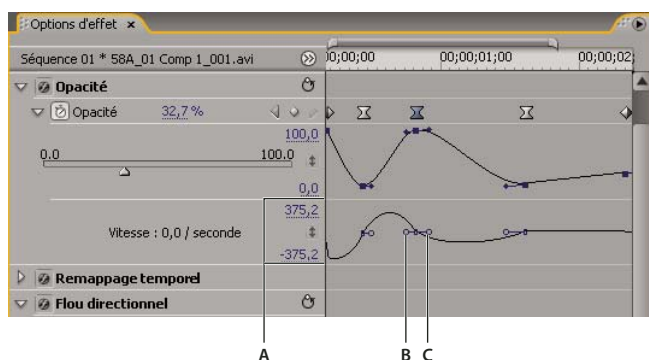 Options d'effet x
Séquence 01 * 58A_01 Comp 1_001.avi
00;00;00 00;00;01;00 00;00;02;
Opacité
Opacité 32,7 %
100,0
0.0 100.0
0,0
375,2
Vitesse : 0,0 / seconde
-375,2
Remappage temporel
Flou directionnel
A B C